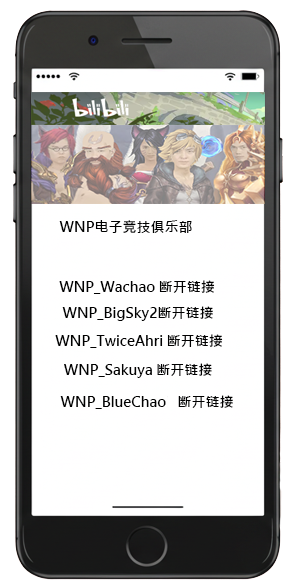 bilibili
WNP电子竞技俱乐部
WNP_Wachao 断开链接
WNP_BigSky2断开链接
WNP_TwiceAhri 断开链接
WNP_Sakuya 断开链接
WNP_BlueChao 断开链接